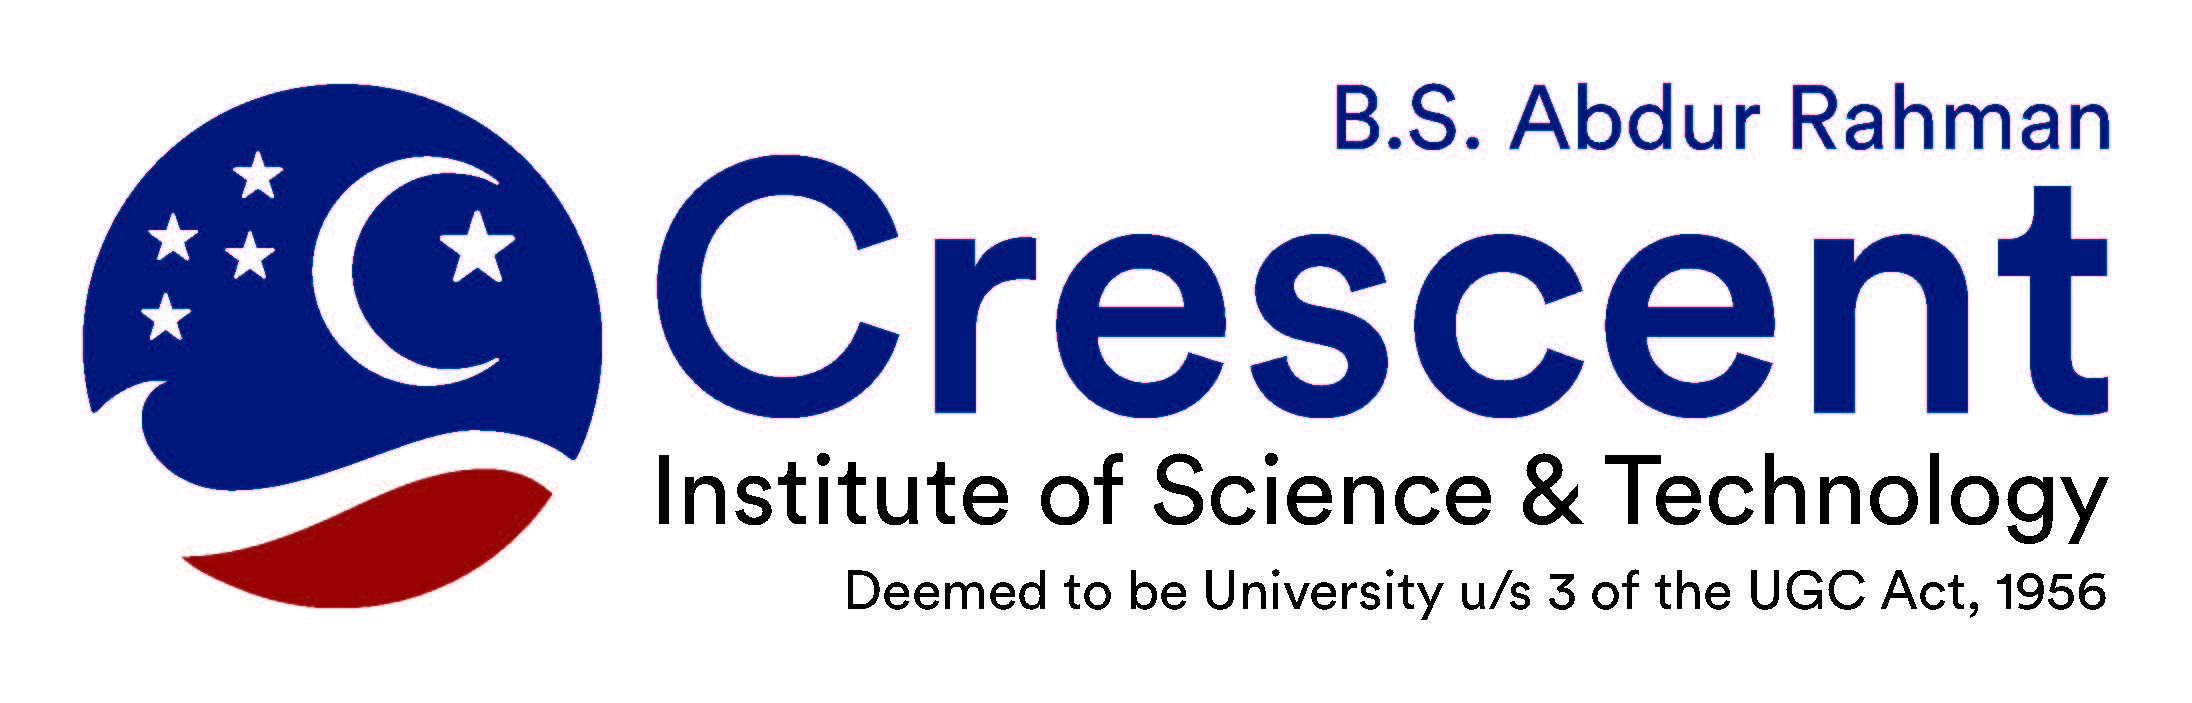 B.S. Abdur Rahman
Crescent
Institute of Science & Technology
Deemed to be University u/s 3 of the UGC Act, 1956